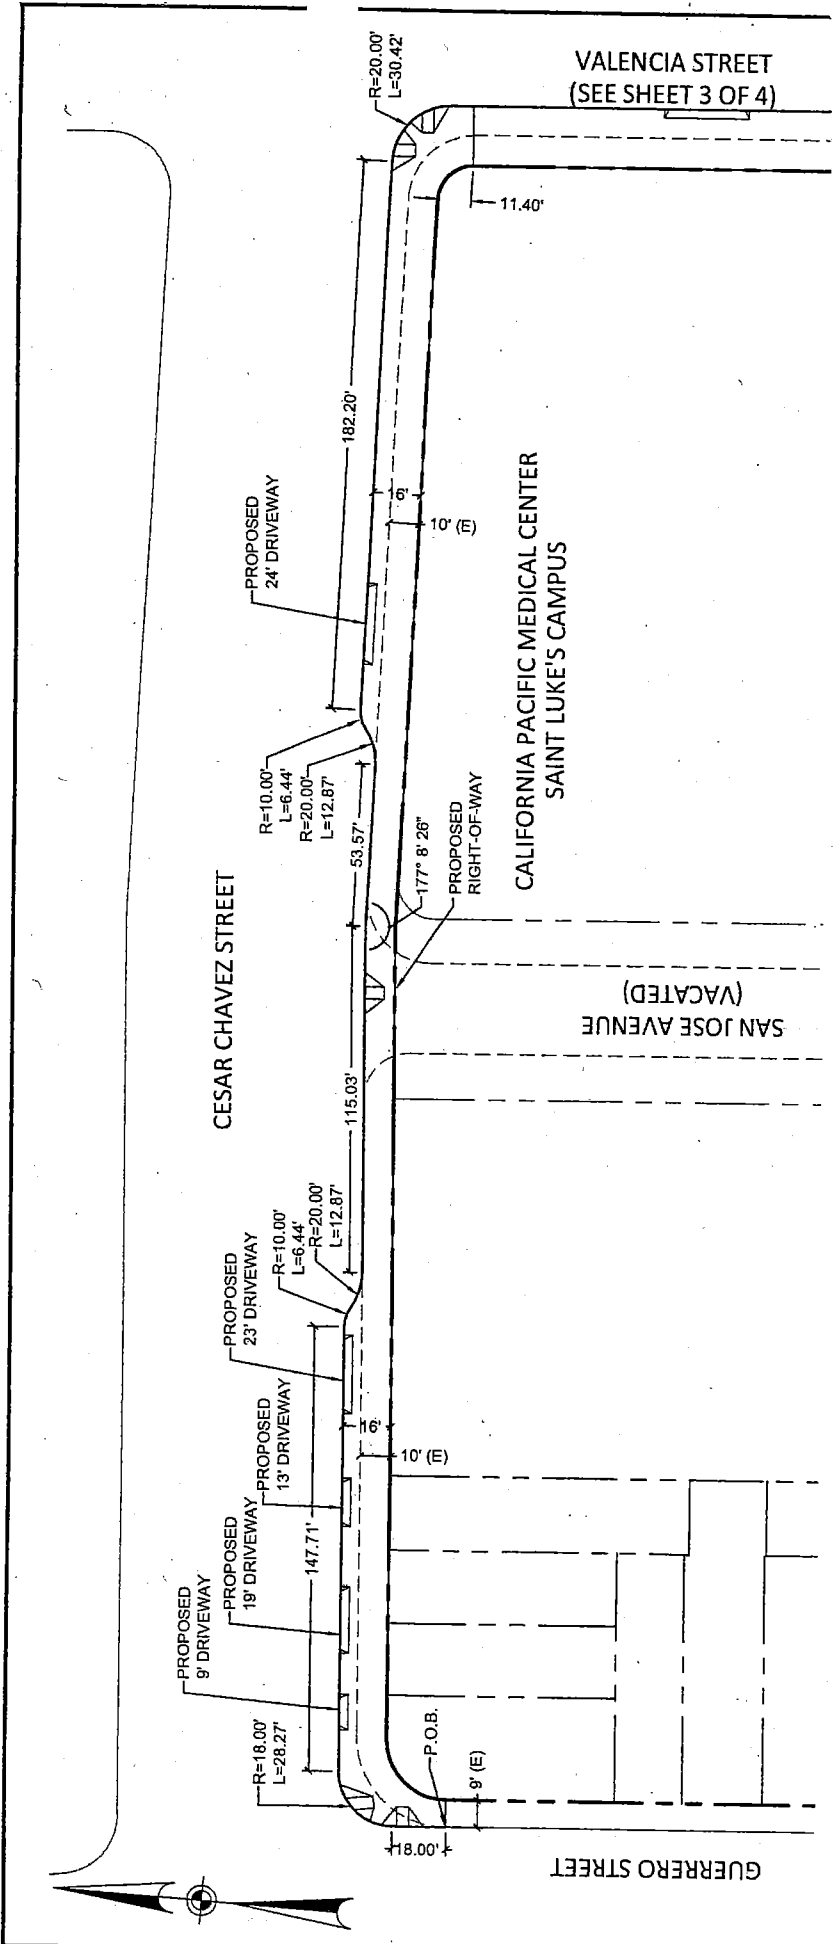 R=20.00'
L=30.42'
VALENCIA STREET
(SEE SHEET 3 OF 4)
11.40'
182.20'
PROPOSED
24' DRIVEWAY
16'
10' (E)
CALIFORNIA PACIFIC MEDICAL CENTER
SAINT LUKE'S CAMPUS
R=10.00'
L=6.44'
R=20.00'
L=12.87'
53.57'
177° 8' 26"
PROPOSED
RIGHT-OF-WAY
CESAR CHAVEZ STREET
SAN JOSE AVENUE
(VACATED)
115.03'
R=10.00'
L=6.44'
R=20.00'
L=12.87'
PROPOSED
23' DRIVEWAY
PROPOSED
13' DRIVEWAY
16'
10' (E)
147.71'
PROPOSED
19' DRIVEWAY
PROPOSED
9' DRIVEWAY
R=18.00'
L=28.27'
P.O.B.
9' (E)
18.00'
GUERRERO STREET